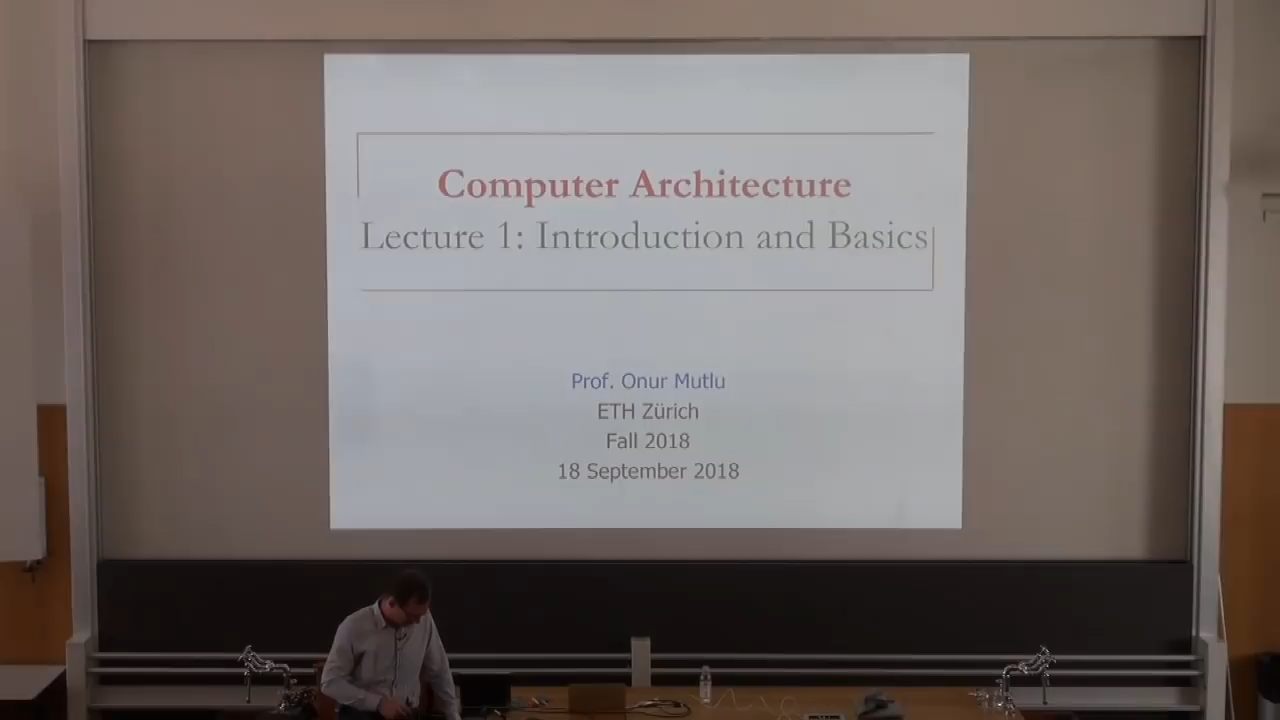 Computer Architecture
Lecture 1: Introduction and Basics
Prof. Onur Mutlu
ETH Zürich
Fall 2018
18 September 2018